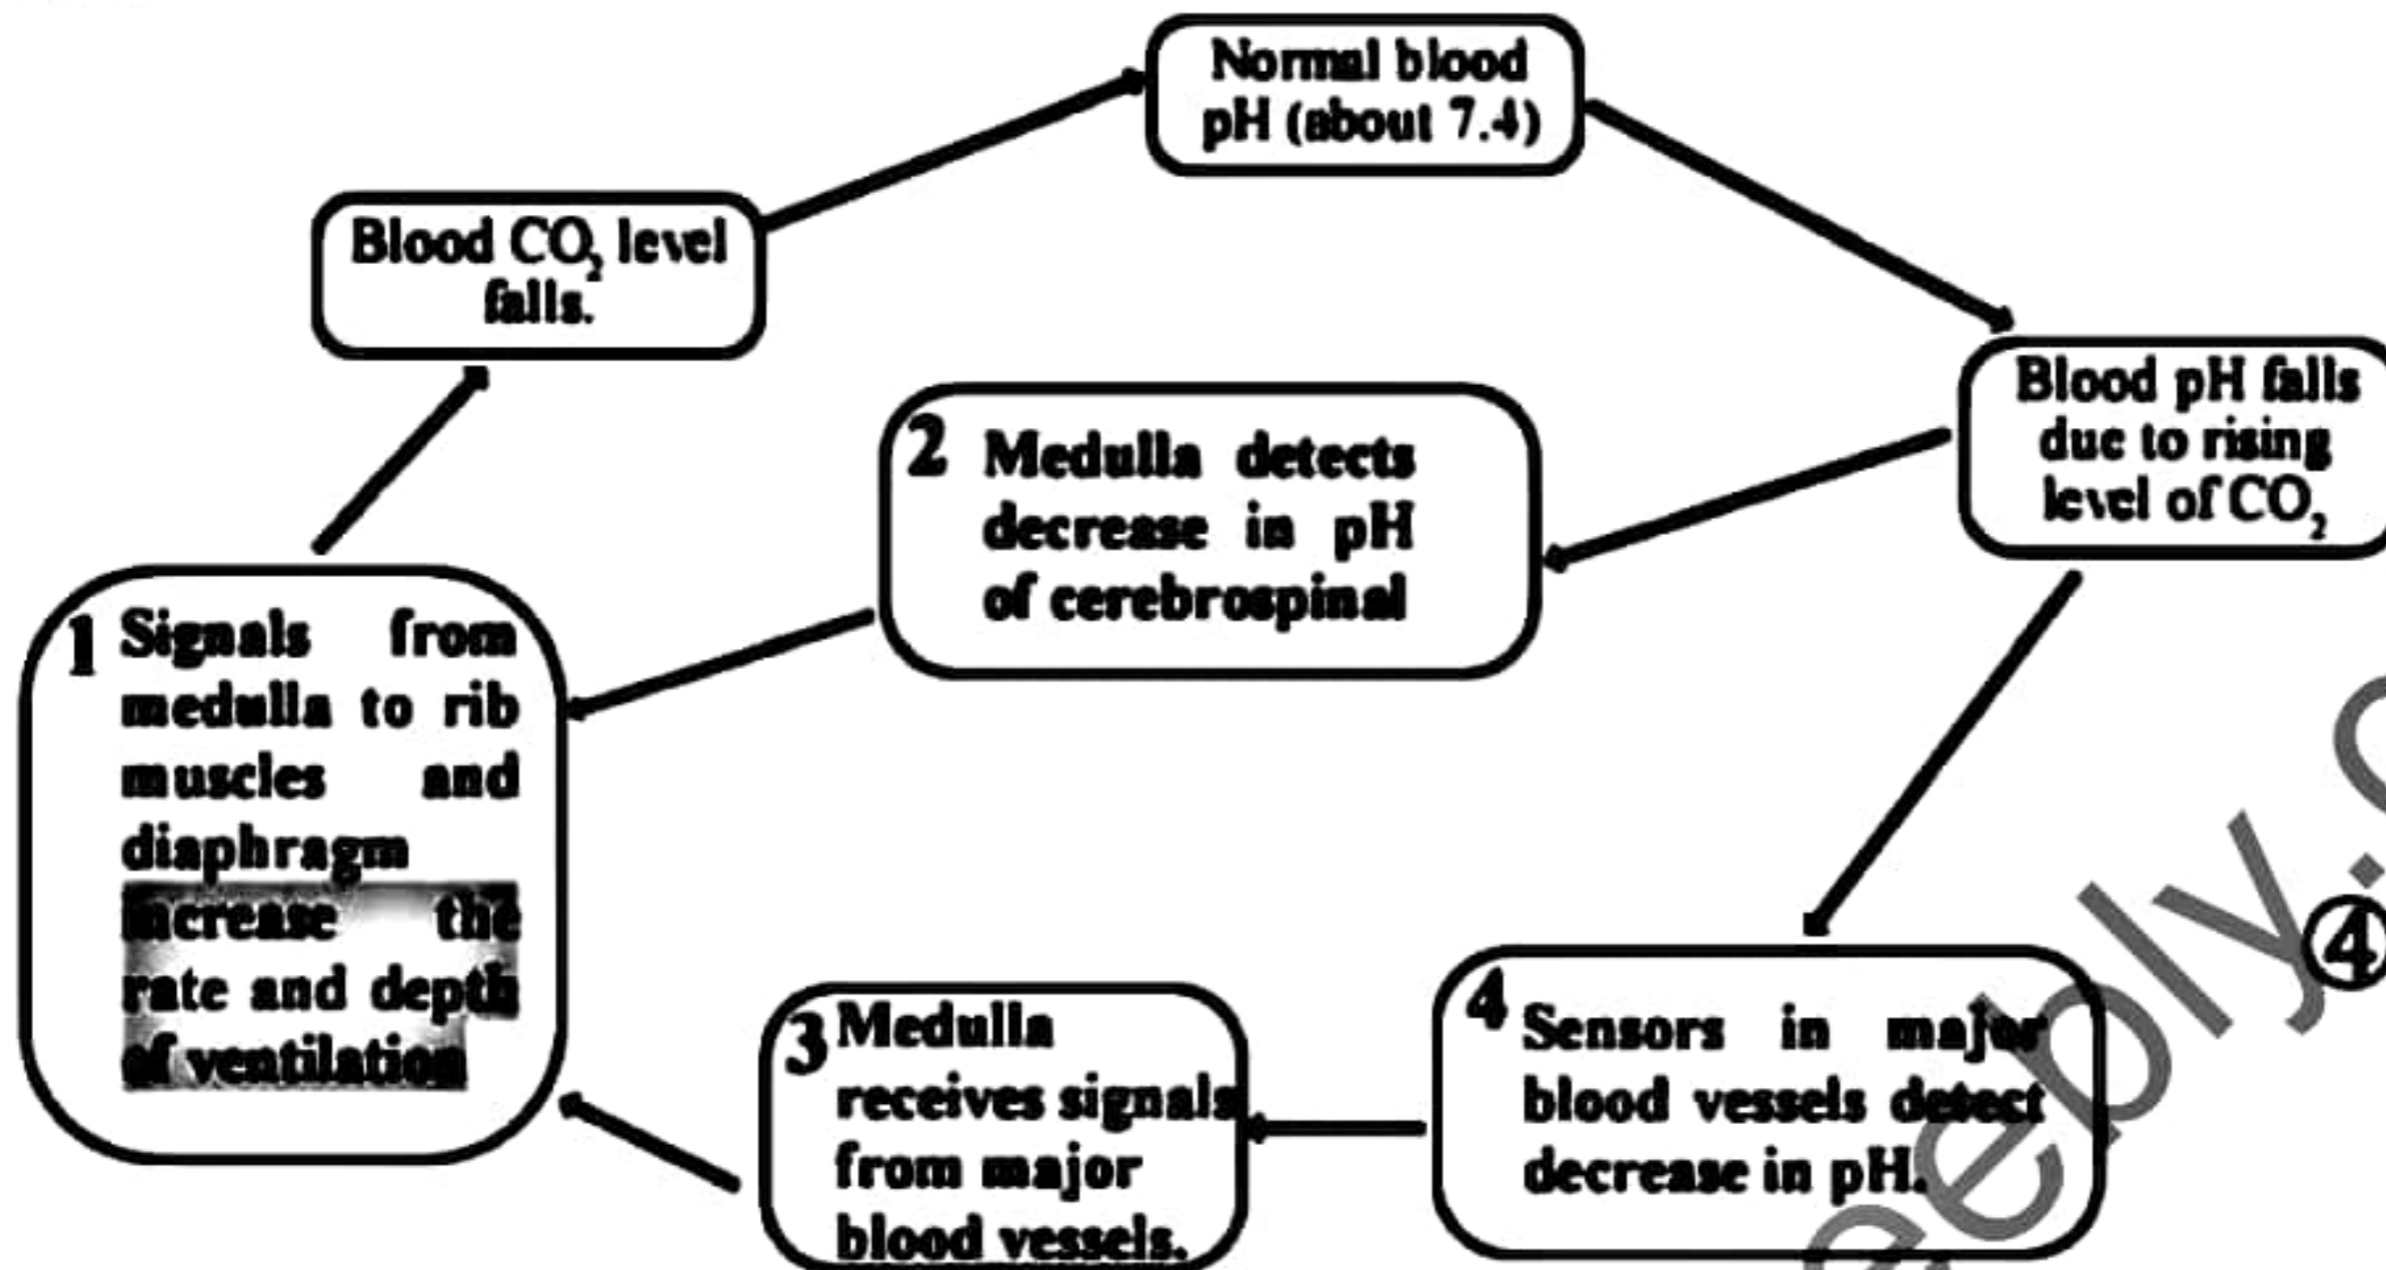 Normal blood
pH (about 7.4)
Blood CO₂ level
falls.
Blood pH falls
due to rising
level of CO₂
2 Medulla detects
decrease in pH
of cerebrospinal
1 Signals from
medulla to rib
muscles and
diaphragm
increase the
rate and depth
of ventilation
3 Medulla
receives signals
from major
blood vessels.
4 Sensors in major
blood vessels detect
decrease in pH.
④